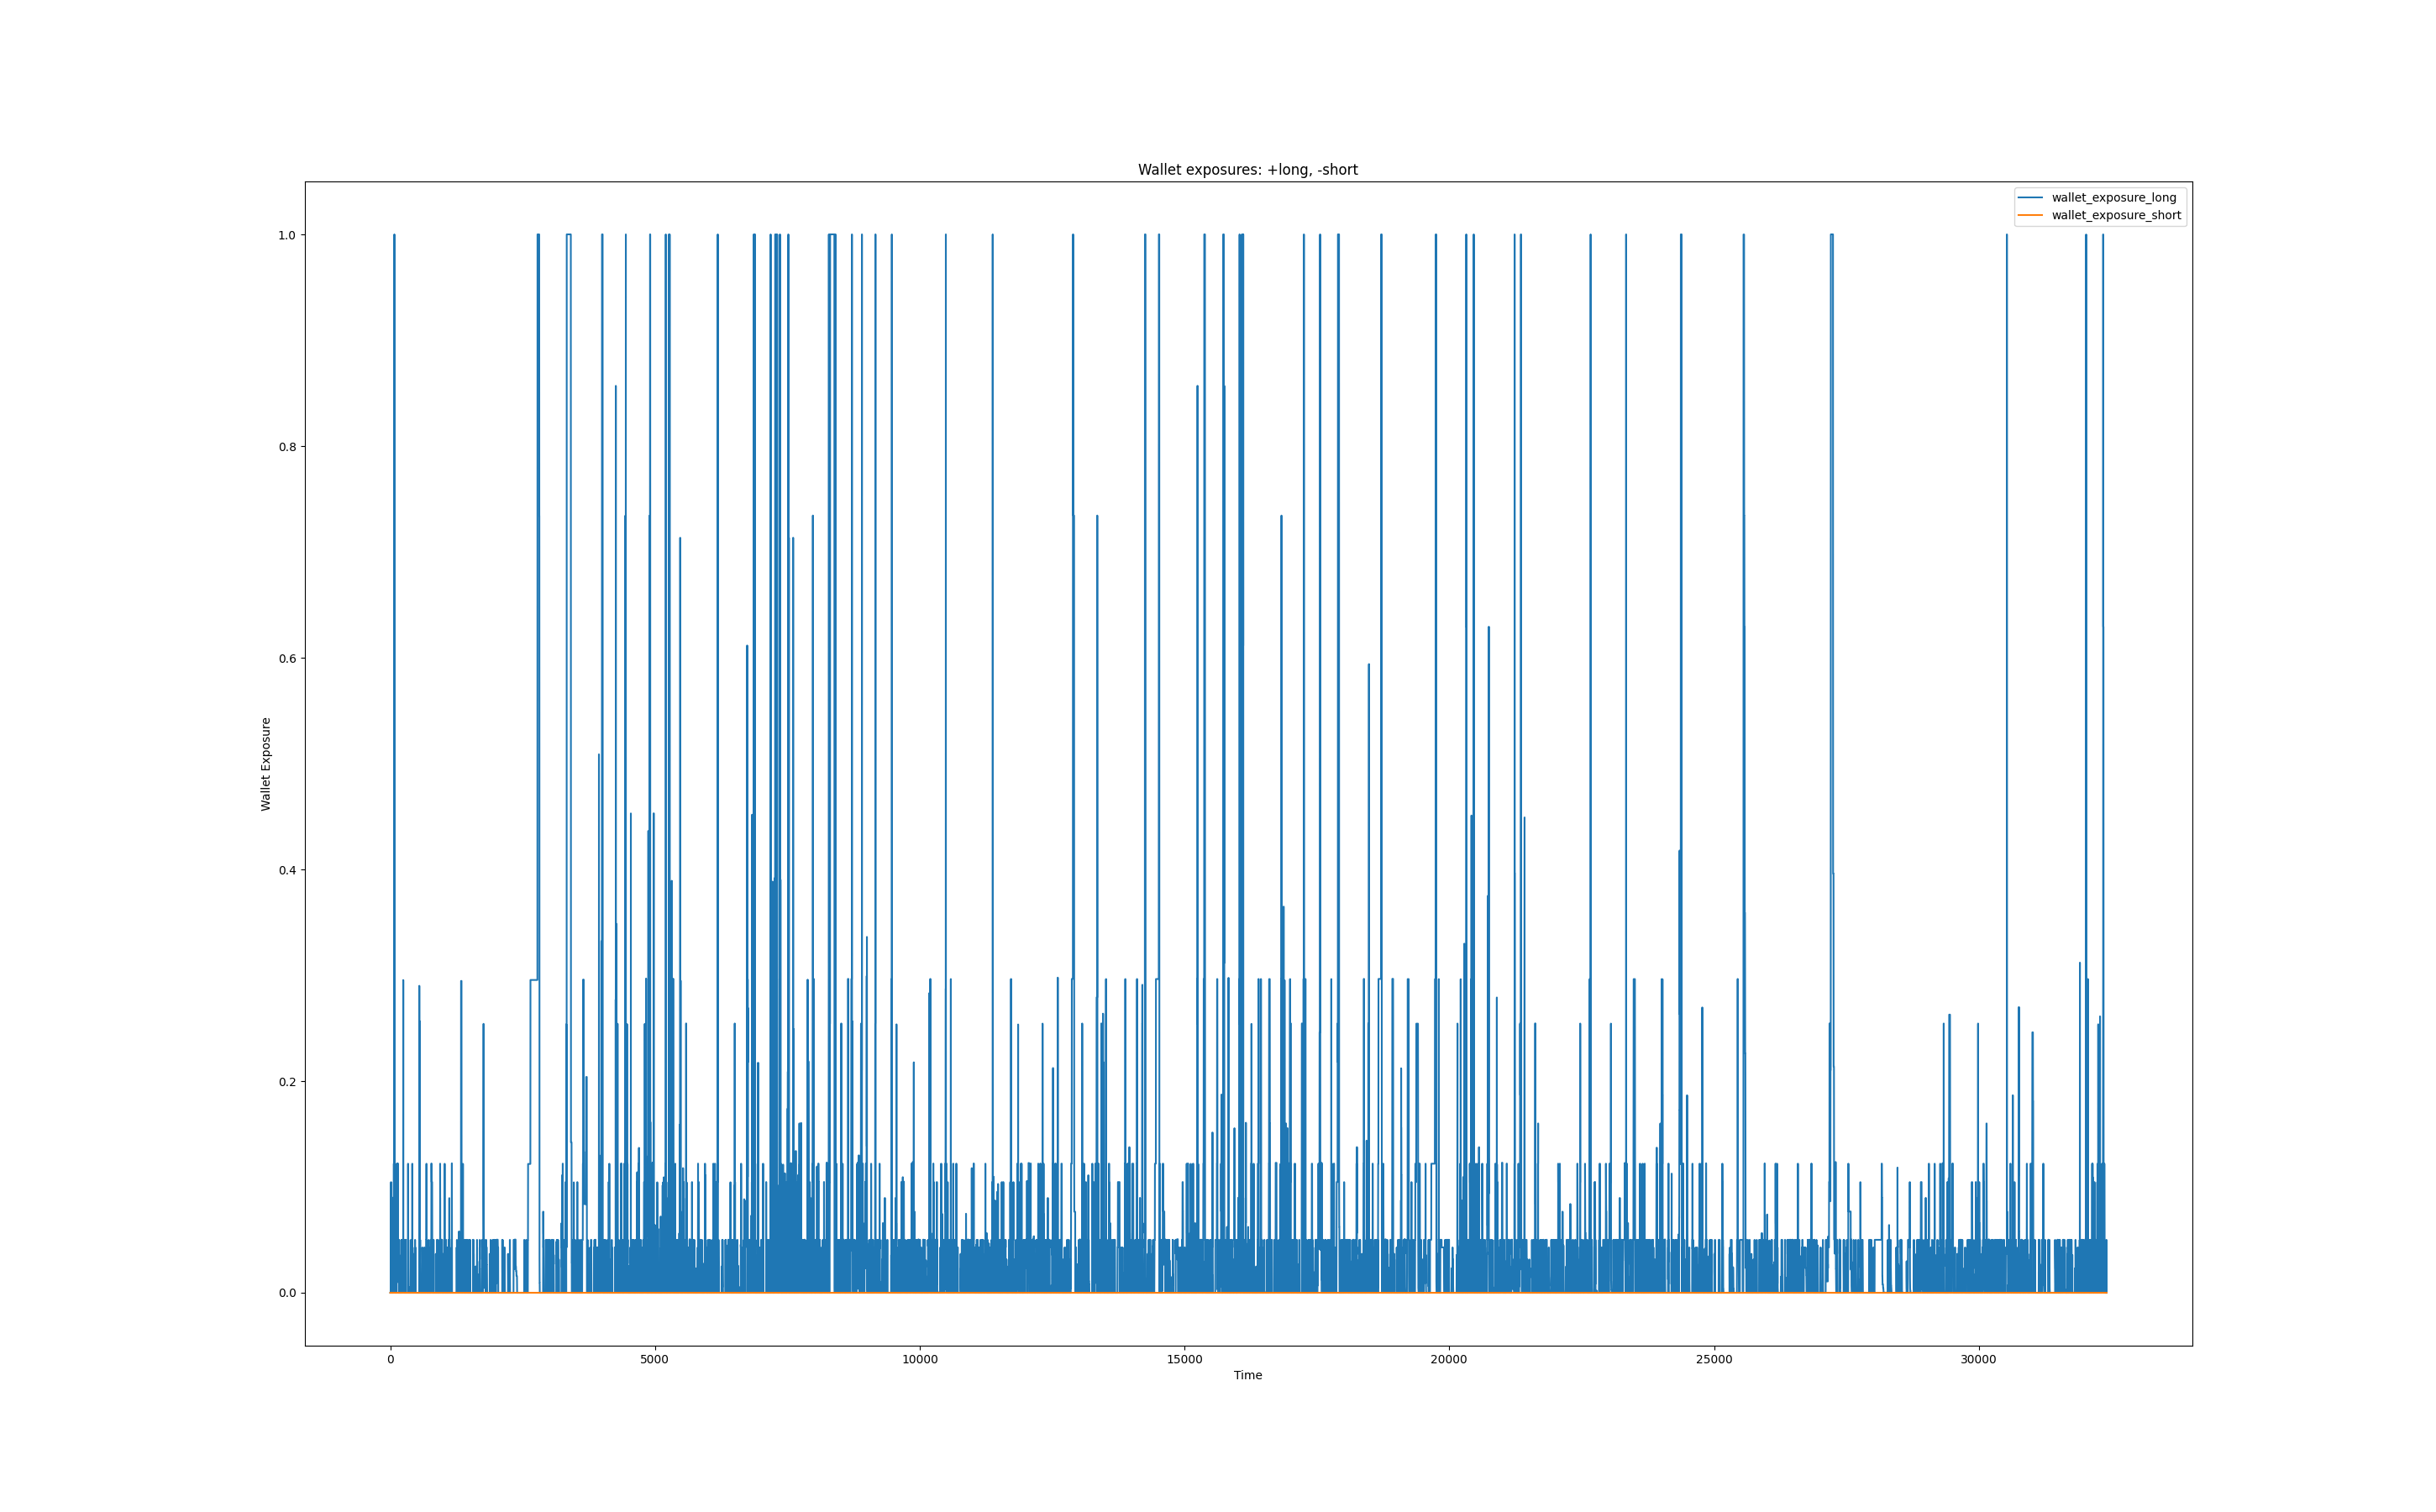 Wallet exposures: +long, -short
wallet_exposure_long
wallet_exposure_short
1.0
0.8
0.6
0.4
0.2
0.0
Wallet Exposure
0 5000 10000 15000 20000 25000 30000
Time